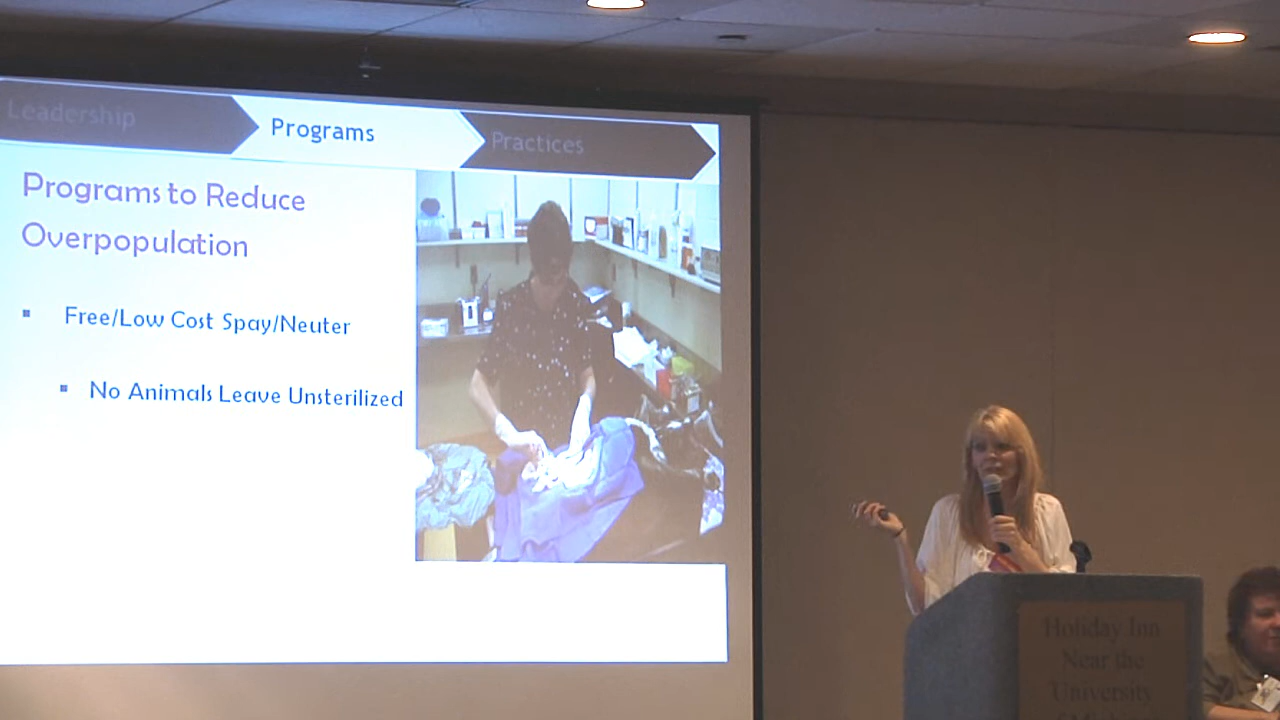 Leadership
Programs
Practices
Programs to Reduce
Overpopulation
Free/Low Cost Spay/Neuter
No Animals Leave Unsterilized
Holiday Inn
Near the
University